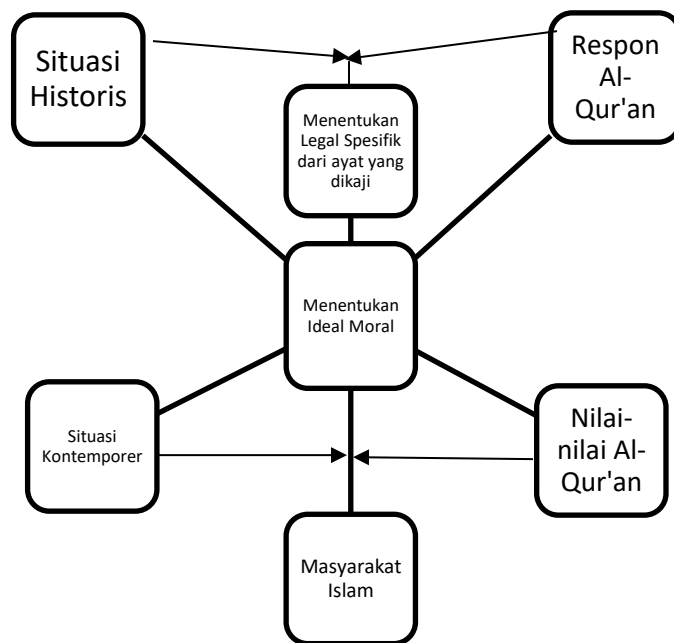 Situasi
Historis
Respon
Al-
Qur'an
Menentukan
Legal Spesifik
dari ayat yang
dikaji
Menentukan
Ideal Moral
Situasi
Kontemporer
Nilai-
nilai Al-
Qur'an
Masyarakat
Islam